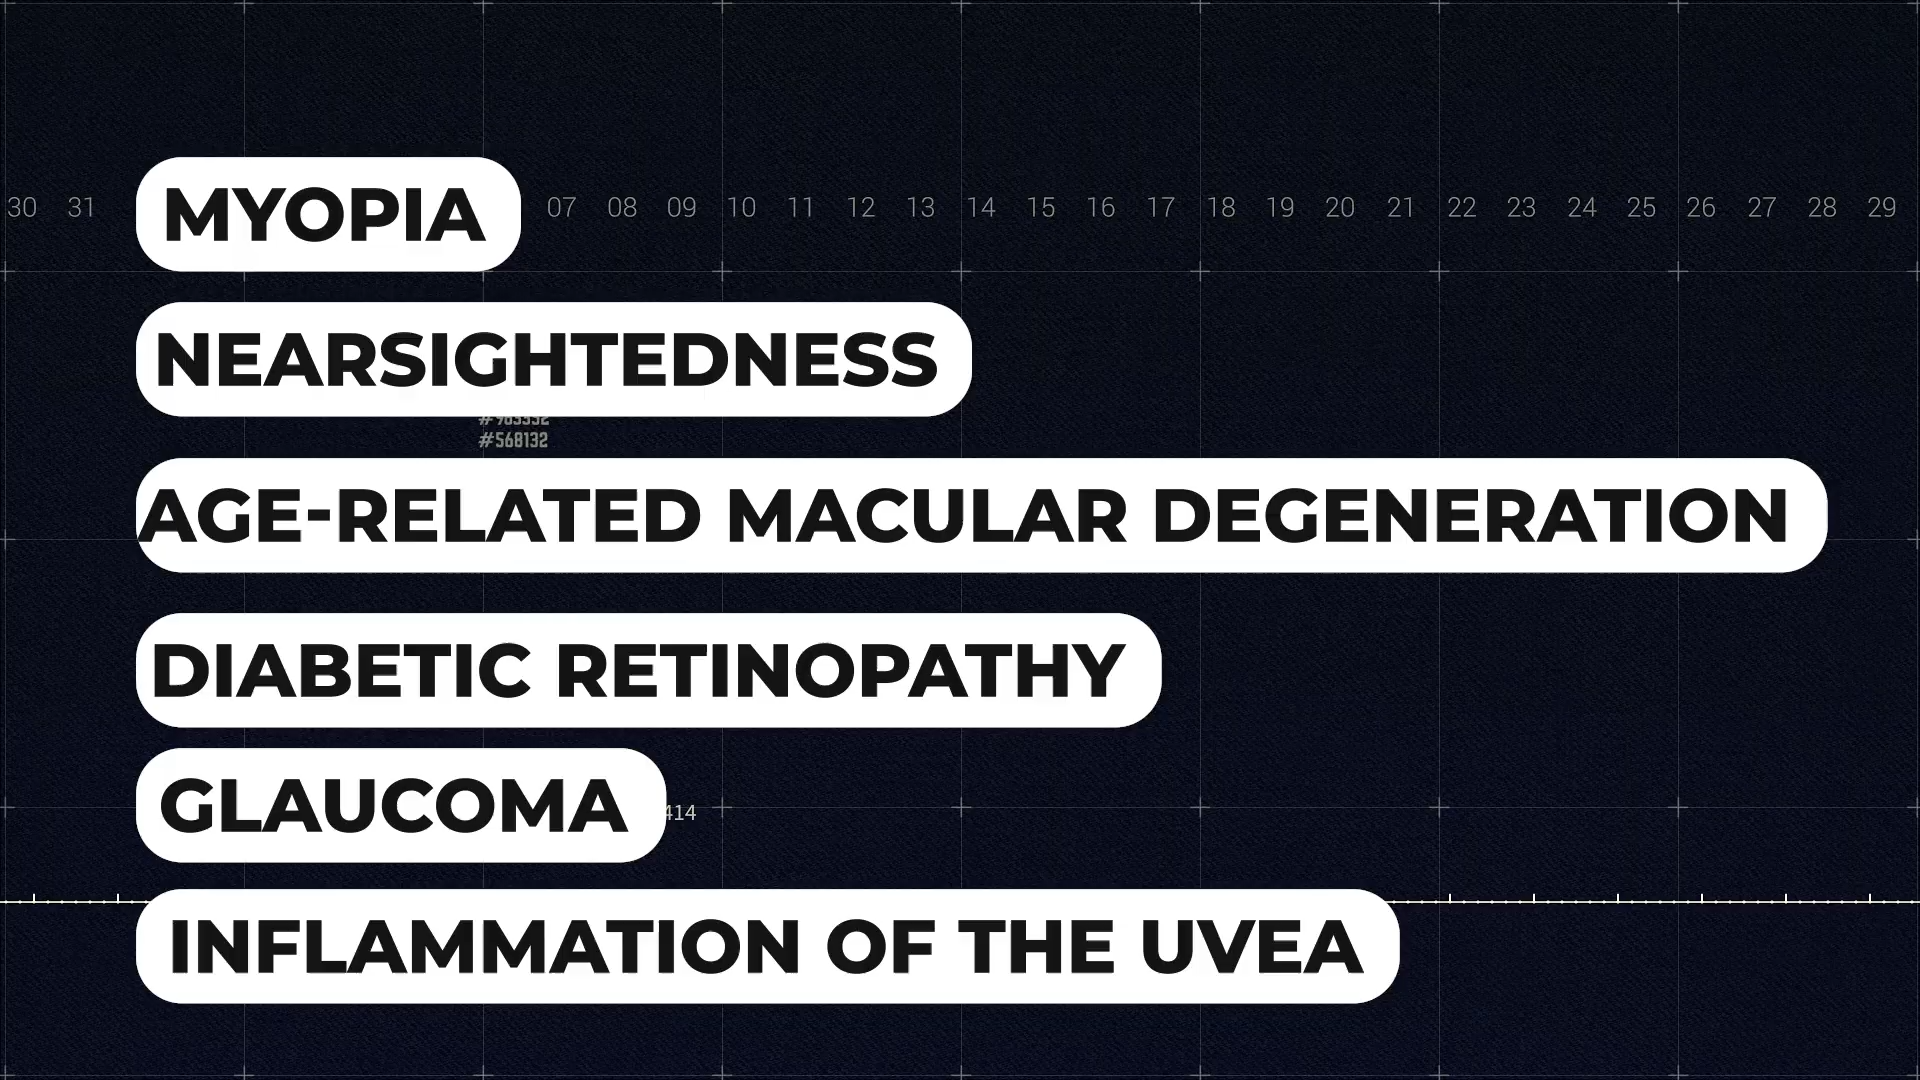 MYOPIA
30 31 07 08 09 10 11 12 13 14 15 16 17 18 19 20 21 22 23 24 25 26 27 28 29
NEARSIGHTEDNESS
#568132
AGE-RELATED MACULAR DEGENERATION
DIABETIC RETINOPATHY
GLAUCOMA
414
INFLAMMATION OF THE UVEA